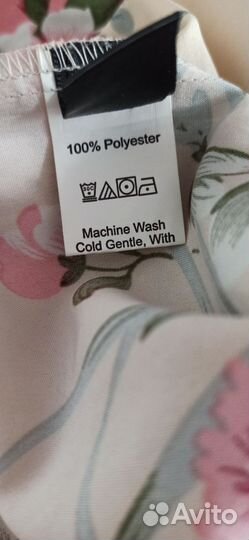 100% Polyester
Machine Wash
Cold Gentle, With
Avito